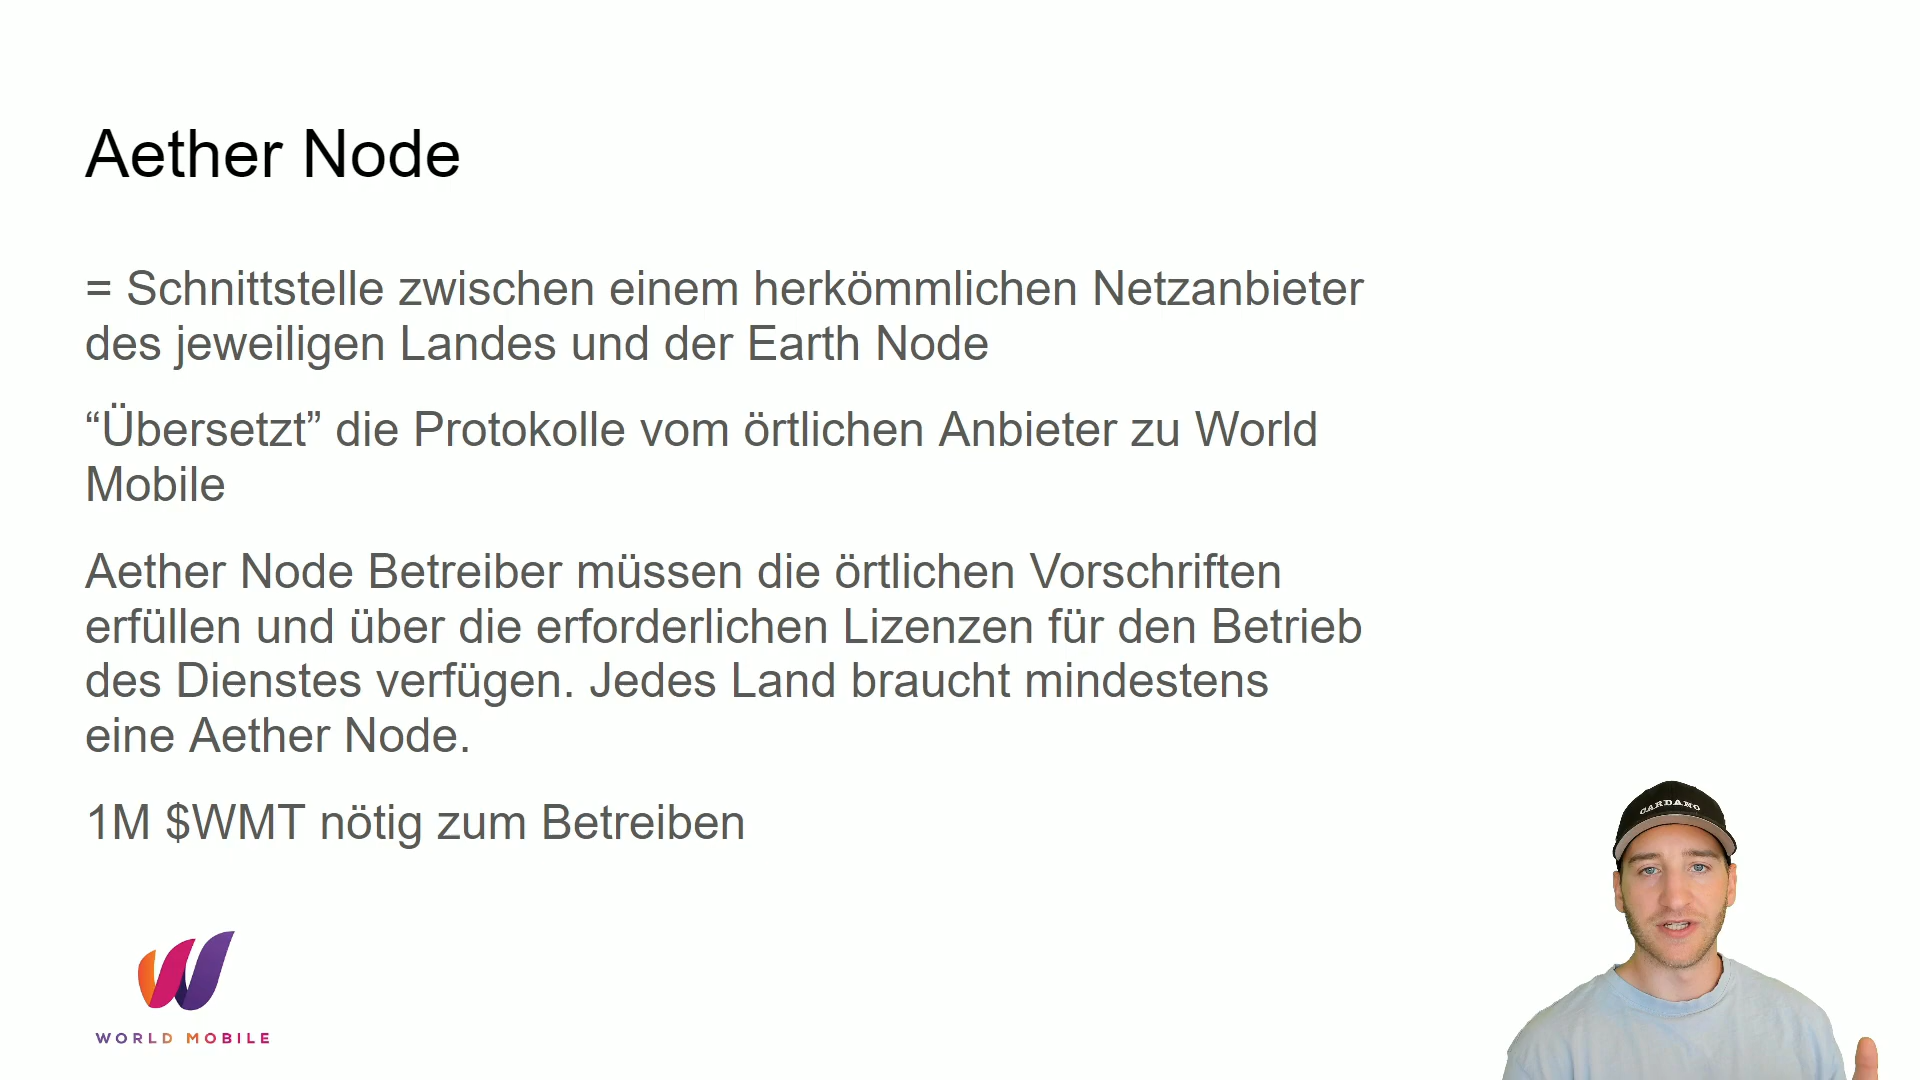 Aether Node
= Schnittstelle zwischen einem herkömmlichen Netzanbieter
des jeweiligen Landes und der Earth Node
“Übersetzt” die Protokolle vom örtlichen Anbieter zu World
Mobile
Aether Node Betreiber müssen die örtlichen Vorschriften
erfüllen und über die erforderlichen Lizenzen für den Betrieb
des Dienstes verfügen. Jedes Land braucht mindestens
eine Aether Node.
1M $WMT nötig zum Betreiben
CARDANO
WORLD MOBILE